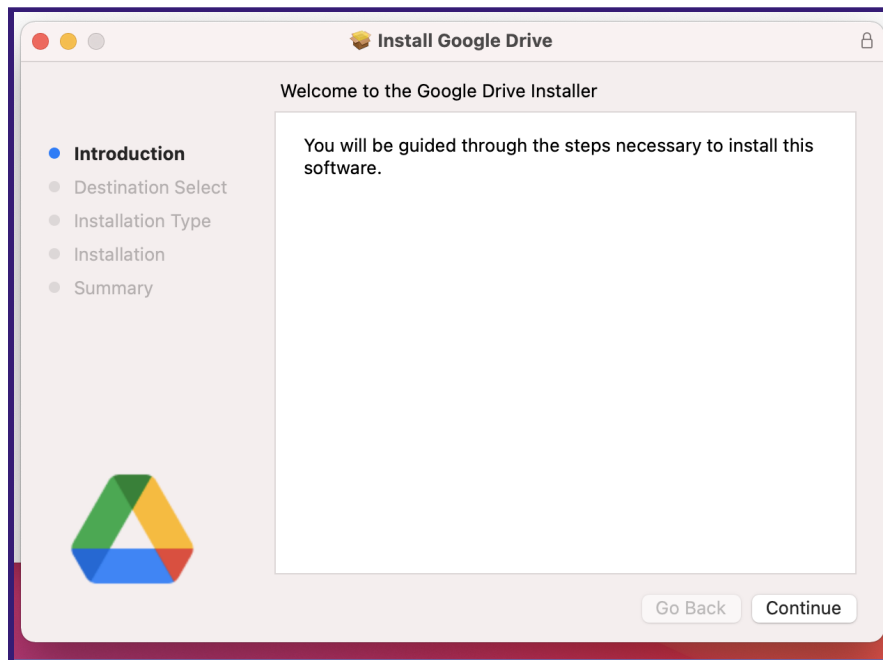 Install Google Drive
Welcome to the Google Drive Installer
Introduction
Destination Select
Installation Type
Installation
Summary
You will be guided through the steps necessary to install this
software.
Go Back
Continue